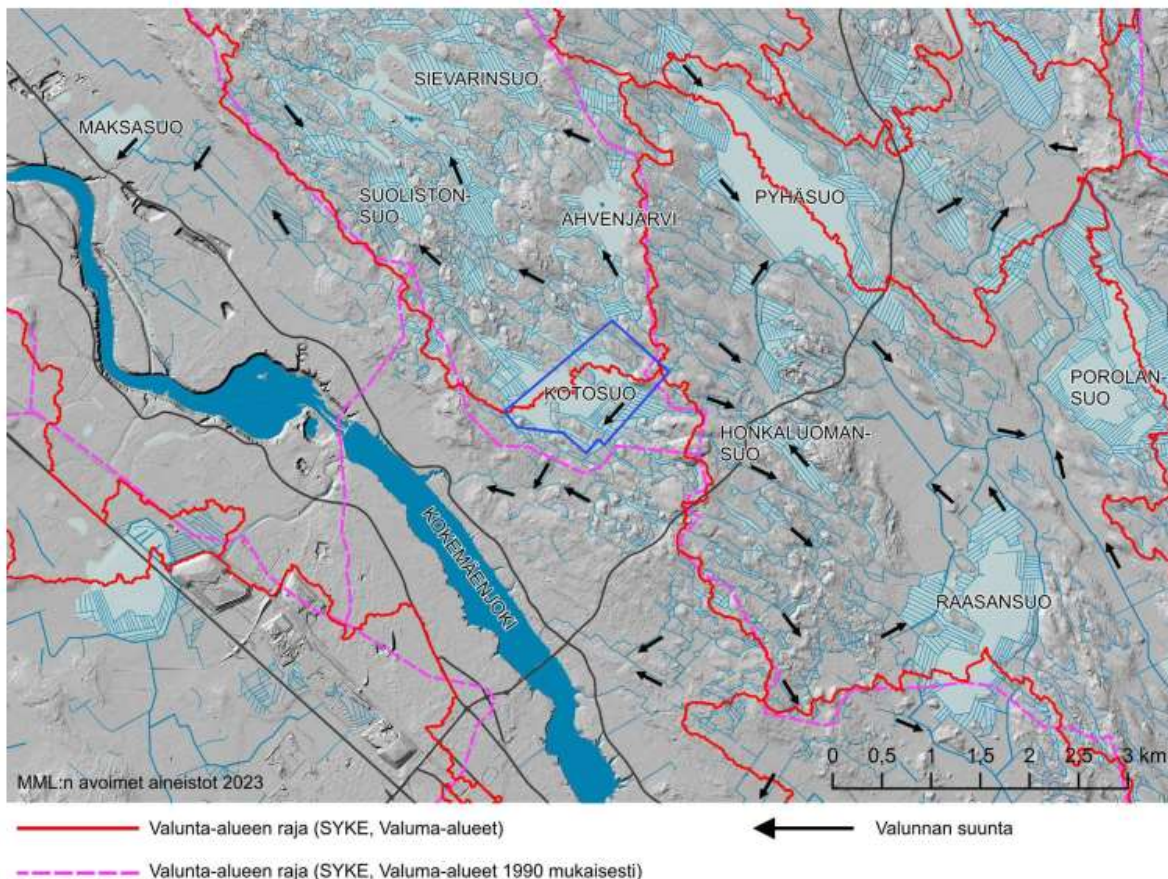 SIEVARINSUO
MAKSASUO
SUOLISTON-
SUO
AHVENJÄRVI
PYHÄSUO
KOTOSUO
POROLAN-
SUO
HONKALUOMAN-
SUO
KOKEMÄENJOKI
RAASANSUO
0 0,5 1 2 2,5 3 km
MML:n avoimet aineistot 2023
Valunta-alueen raja (SYKE, Valuma-alueet)
Valunnan suunta
Valunta-alueen raja (SYKE, Valuma-alueet 1990 mukaisesti)